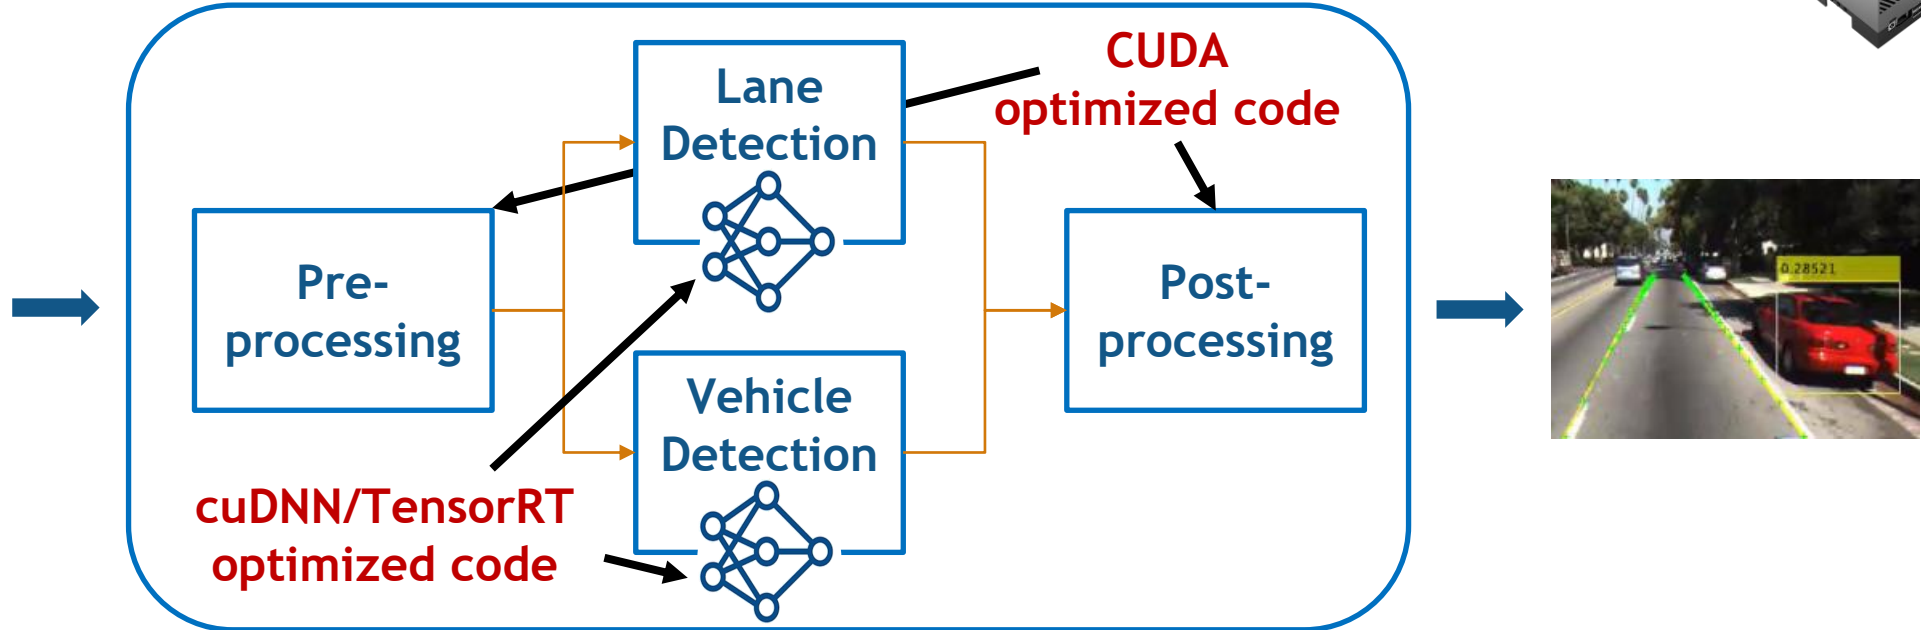 Lane
Detection
CUDA
optimized code
Pre-
processing
Post-
processing
Vehicle
Detection
cuDNN/TensorRT
optimized code
0.28521